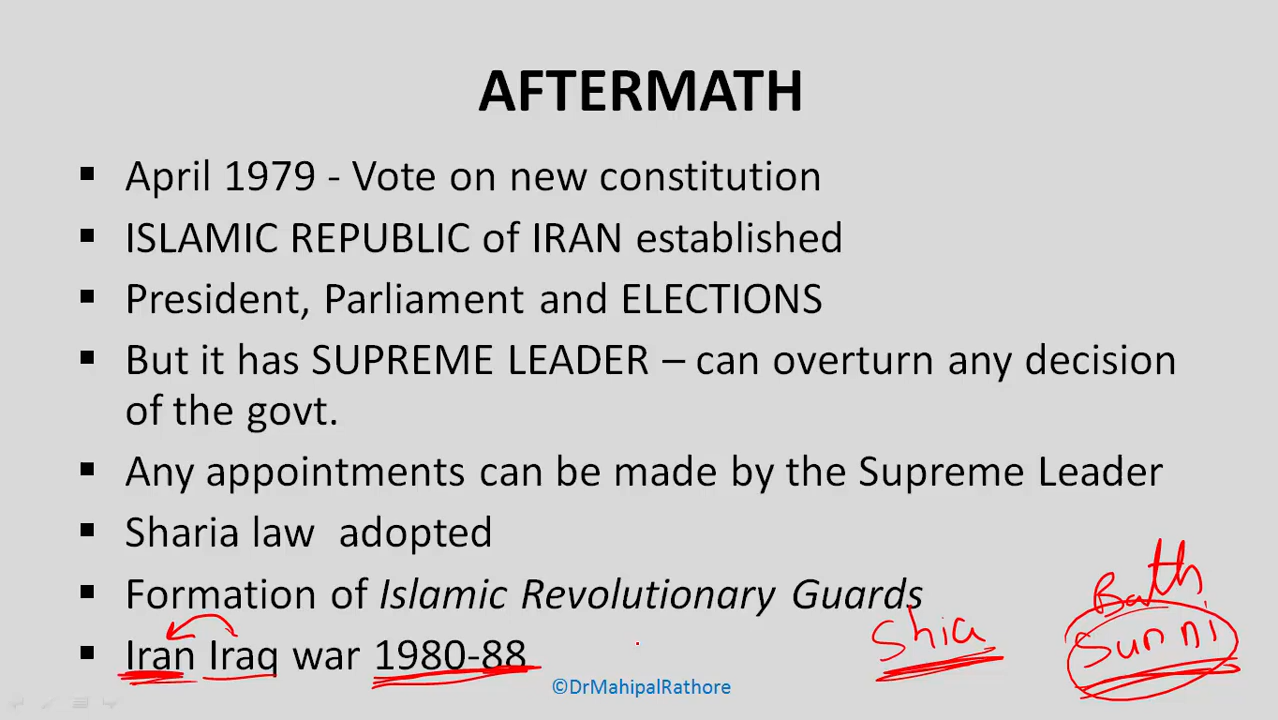 AFTERMATH
▪ April 1979 - Vote on new constitution
▪ ISLAMIC REPUBLIC of IRAN established
▪ President, Parliament and ELECTIONS
▪ But it has SUPREME LEADER – can overturn any decision
of the govt.
▪ Any appointments can be made by the Supreme Leader
▪ Sharia law adopted
▪ Formation of Islamic Revolutionary Guards
Bath
Shia
Sunni
▪ Iran Iraq war 1980-88
©DrMahipalRathore